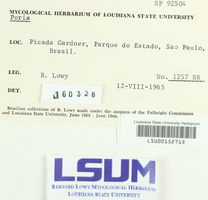 SP 92504
MYCOLOGICAL HERBARIUM OF LOUISIANA STATE UNIVERSITY
Poria
LOC. Picada Gardner, Parque do Estado, Sao Paulo,
Brasil.
LEG. B. Lowy No. 1257 BR
DET. 12-VIII-1965
J60328
Brazilian collections of B. Lowy made under the auspices of the Fulbright Commission
and Louisiana State University, June 1965 - June 1966.
Louisiana State University Herbarium
LSU00152713
LSUM
BERNARD LOWY MYCOLOGICAL HERBARIUM
LOUISIANA STATE UNIVERSITY